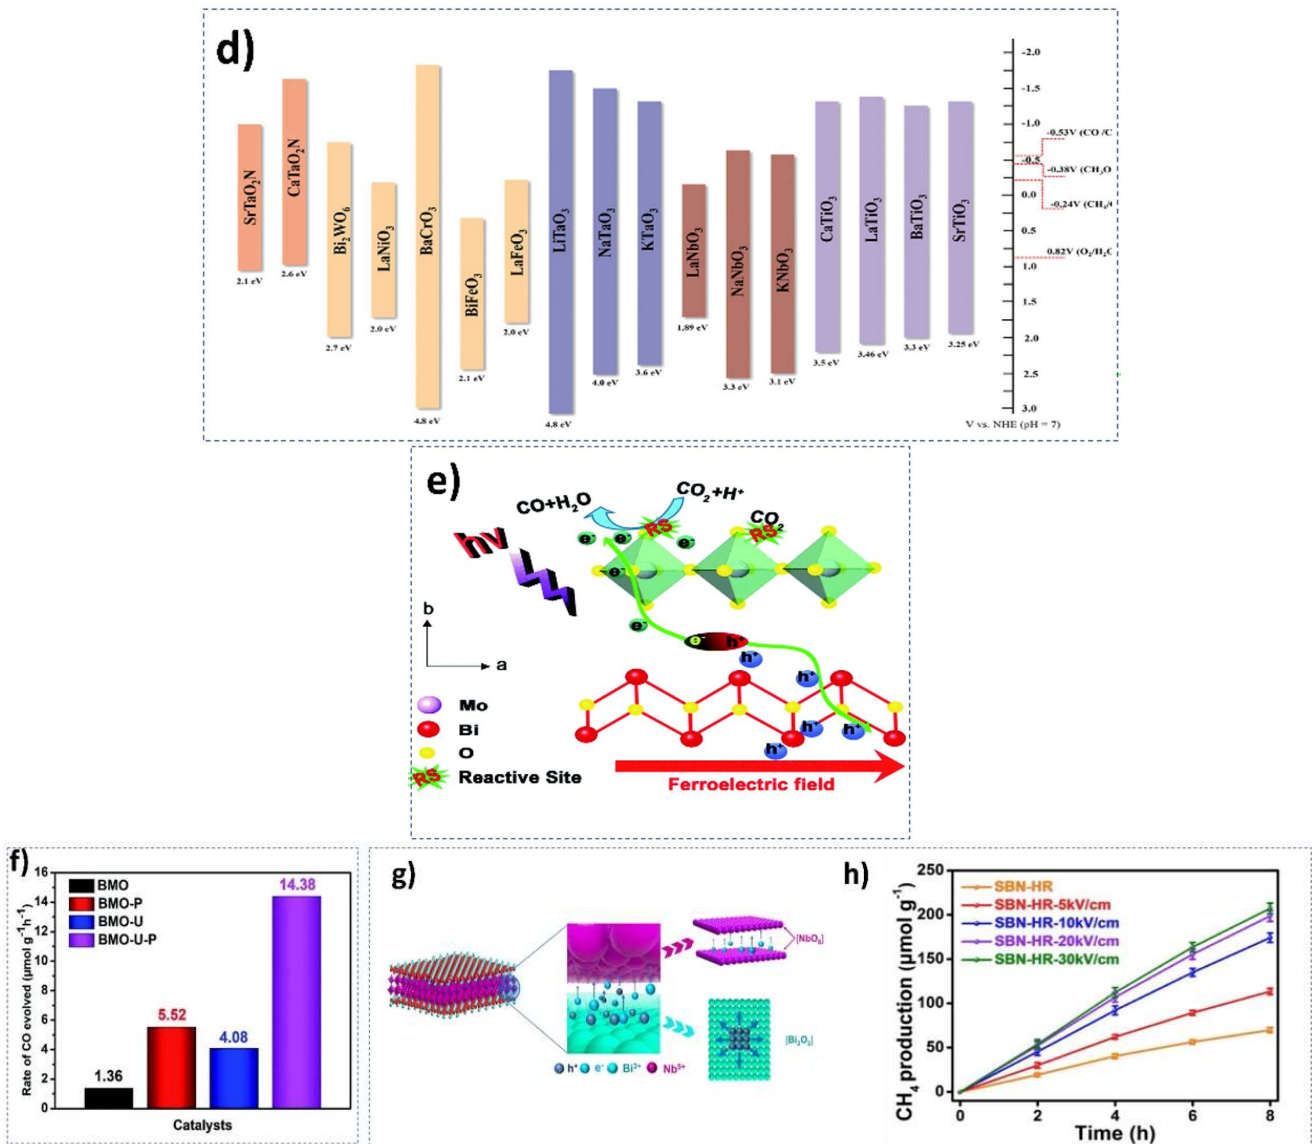 d)
SrTaO₂N
2.1 eV
CaTaO₂N
2.6 eV
Bi₂WO₆
2.7 eV
LaNiO₃
2.0 eV
BaCrO₃
4.8 eV
BiFeO₃
2.1 eV
LaFeO₃
2.0 eV
LiTaO₃
4.8 eV
NaTaO₃
4.0 eV
KTaO₃
3.6 eV
LaNbO₃
1.89 eV
NaNbO₃
3.3 eV
KNbO₃
3.1 eV
CaTiO₃
3.5 eV
LaTiO₃
3.46 eV
BaTiO₃
3.3 eV
SrTiO₃
3.25 eV
-2.0
-1.5
-1.0
-0.5
0.0
0.5
1.0
1.5
2.0
2.5
3.0
-0.53V (CO /C
-0.38V (CH₃O
-0.24V (CH₄/
0.82V (O₂/H₂
V vs. NHE (pH = 7)
e)
CO+H₂O
CO₂+H⁺
CO₂
RS
RS
hv
e⁻
e⁻
e⁻
e⁻
e⁻
e⁻
h⁺
h⁺
h⁺
h⁺
h⁺
h⁺
b
a
Mo
Bi
O
RS Reactive Site
Ferroelectric field
f)
Rate of CO evolved (μmol g⁻¹h⁻¹)
16
14
12
10
8
6
4
2
0
BMO
BMO-P
BMO-U
BMO-U-P
1.36
5.52
4.08
14.38
Catalysts
g)
[NbO₆]
[Bi₂O₂]
h⁺ e⁻ Bi³⁺ Nb⁵⁺
h)
CH₄ production (μmol g⁻¹)
250
200
150
100
50
0
SBN-HR
SBN-HR-5kV/cm
SBN-HR-10kV/cm
SBN-HR-20kV/cm
SBN-HR-30kV/cm
0 2 4 6 8
Time (h)